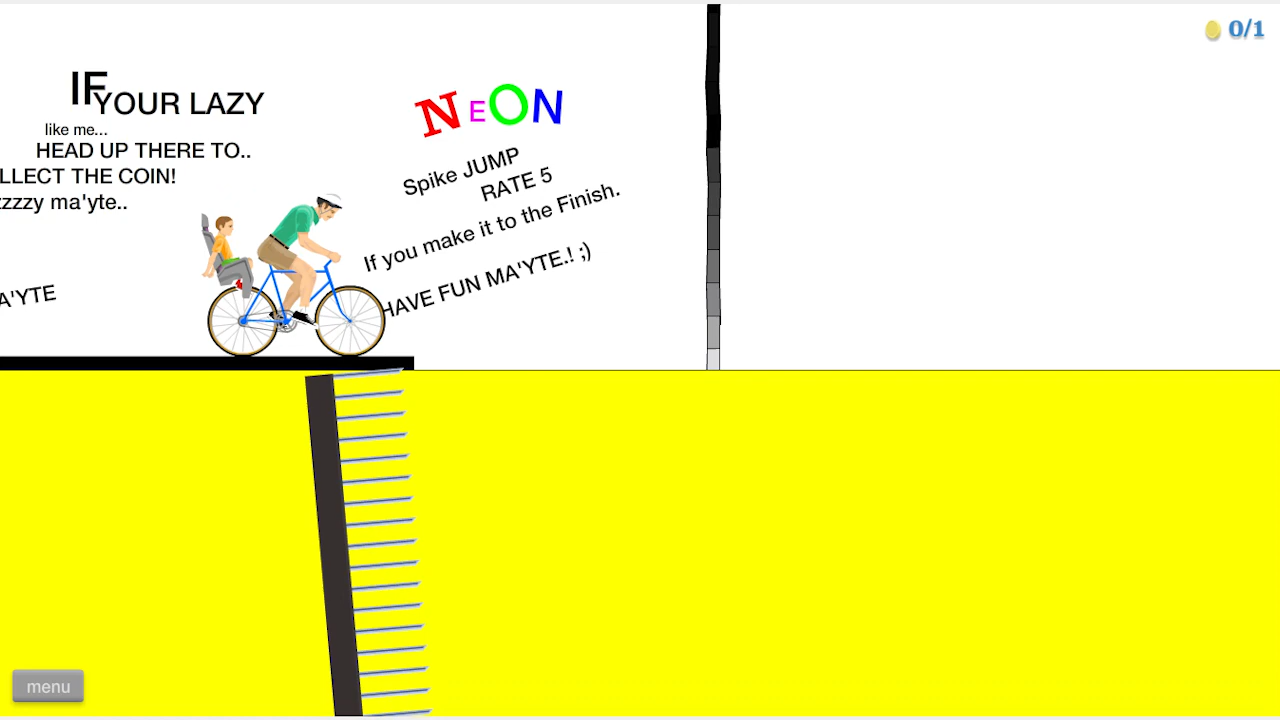 IF
YOUR LAZY
like me...
HEAD UP THERE TO..
LLECT THE COIN!
zzzy ma'yte..
A'YTE
NEON
Spike JUMP
RATE 5
If you make it to the Finish.
HAVE FUN MA'YTE.! ;)
0/1
menu